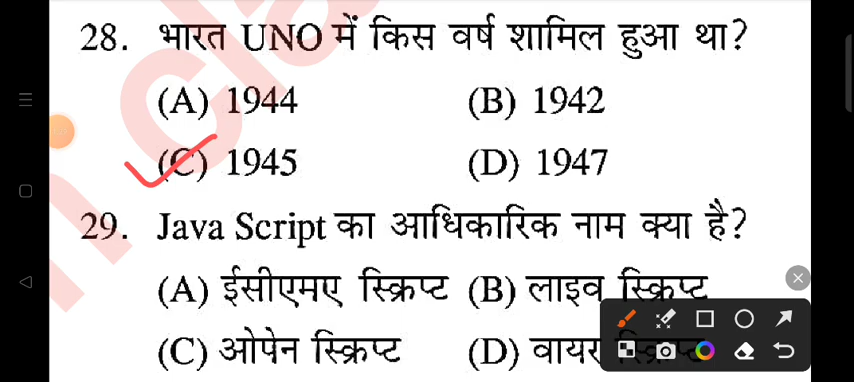 28. भारत UNO में किस वर्ष शामिल हुआ था?
(A) 1944 (B) 1942
(C) 1945 (D) 1947
29. Java Script का आधिकारिक नाम क्या है?
(A) ईसीएमए स्क्रिप्ट (B) लाइव स्क्रिप्ट
(C) ओपेन स्क्रिप्ट (D) वायर